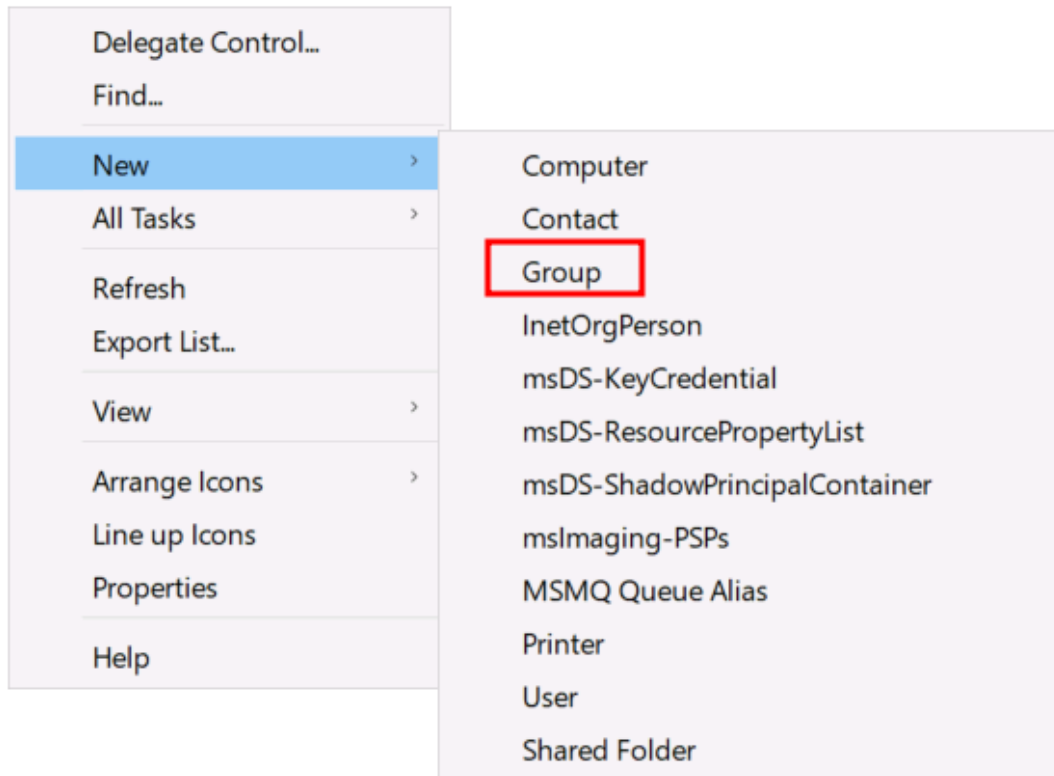 Delegate Control...
Find...
New
All Tasks
Refresh
Export List...
View
Arrange Icons
Line up Icons
Properties
Help
Computer
Contact
Group
InetOrgPerson
msDS-KeyCredential
msDS-ResourcePropertyList
msDS-ShadowPrincipalContainer
msImaging-PSPs
MSMQ Queue Alias
Printer
User
Shared Folder